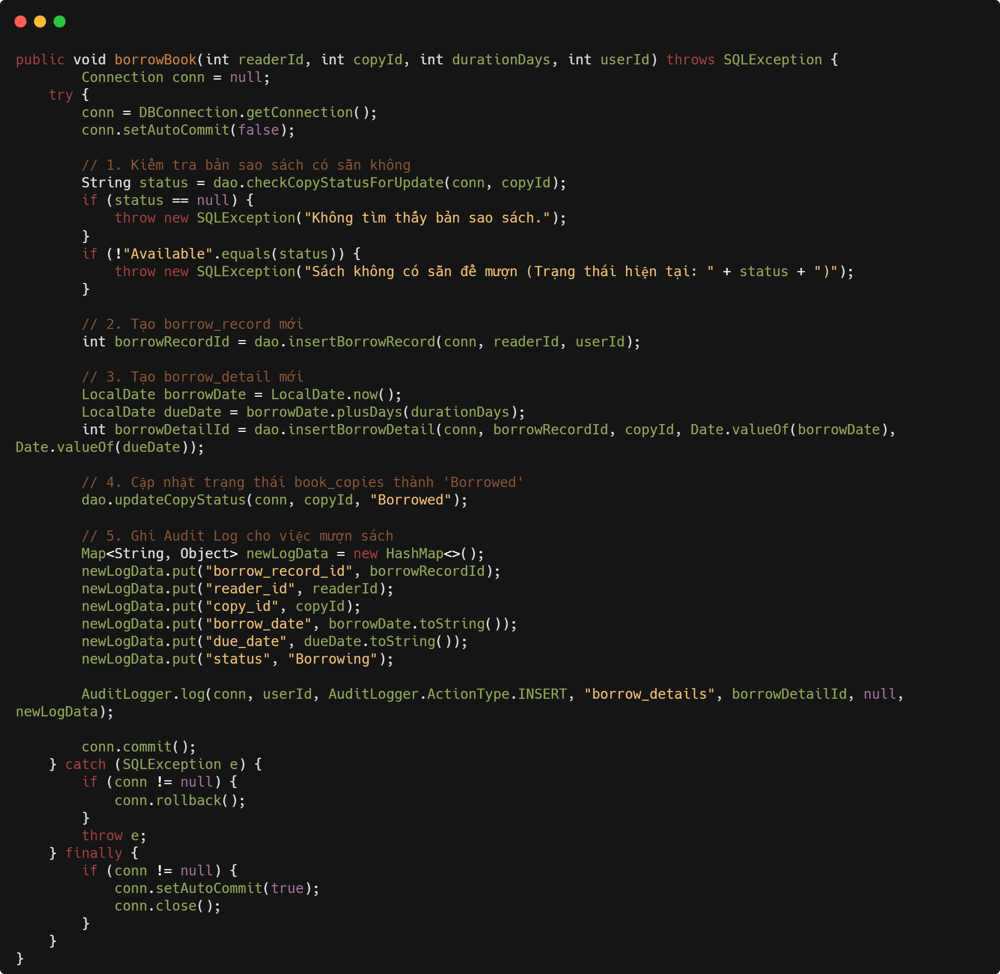 public void borrowBook(int readerId, int copyId, int durationDays, int userId) throws SQLException {
        Connection conn = null;
    try {
        conn = DBConnection.getConnection();
        conn.setAutoCommit(false);

        // 1. Kiểm tra bản sao sách có sẵn không
        String status = dao.checkCopyStatusForUpdate(conn, copyId);
        if (status == null) {
            throw new SQLException("Không tìm thấy bản sao sách.");
        }
        if (!"Available".equals(status)) {
            throw new SQLException("Sách không có sẵn để mượn (Trạng thái hiện tại: " + status + ")");
        }

        // 2. Tạo borrow_record mới
        int borrowRecordId = dao.insertBorrowRecord(conn, readerId, userId);

        // 3. Tạo borrow_detail mới
        LocalDate borrowDate = LocalDate.now();
        LocalDate dueDate = borrowDate.plusDays(durationDays);
        int borrowDetailId = dao.insertBorrowDetail(conn, borrowRecordId, copyId, Date.valueOf(borrowDate),
Date.valueOf(dueDate));

        // 4. Cập nhật trạng thái book_copies thành 'Borrowed'
        dao.updateCopyStatus(conn, copyId, "Borrowed");

        // 5. Ghi Audit Log cho việc mượn sách
        Map<String, Object> newLogData = new HashMap<>();
        newLogData.put("borrow_record_id", borrowRecordId);
        newLogData.put("reader_id", readerId);
        newLogData.put("copy_id", copyId);
        newLogData.put("borrow_date", borrowDate.toString());
        newLogData.put("due_date", dueDate.toString());
        newLogData.put("status", "Borrowing");

        AuditLogger.log(conn, userId, AuditLogger.ActionType.INSERT, "borrow_details", borrowDetailId, null,
newLogData);

        conn.commit();
    } catch (SQLException e) {
        if (conn != null) {
            conn.rollback();
        }
        throw e;
    } finally {
        if (conn != null) {
            conn.setAutoCommit(true);
            conn.close();
        }
    }
}